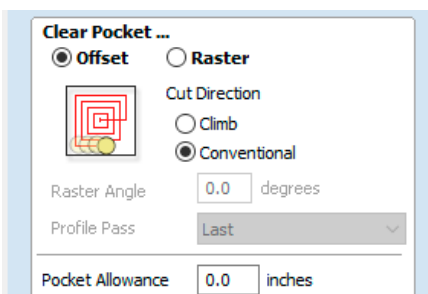 Clear Pocket ...
Offset Raster
Cut Direction
Climb
Conventional
Raster Angle 0.0 degrees
Profile Pass Last
Pocket Allowance 0.0 inches